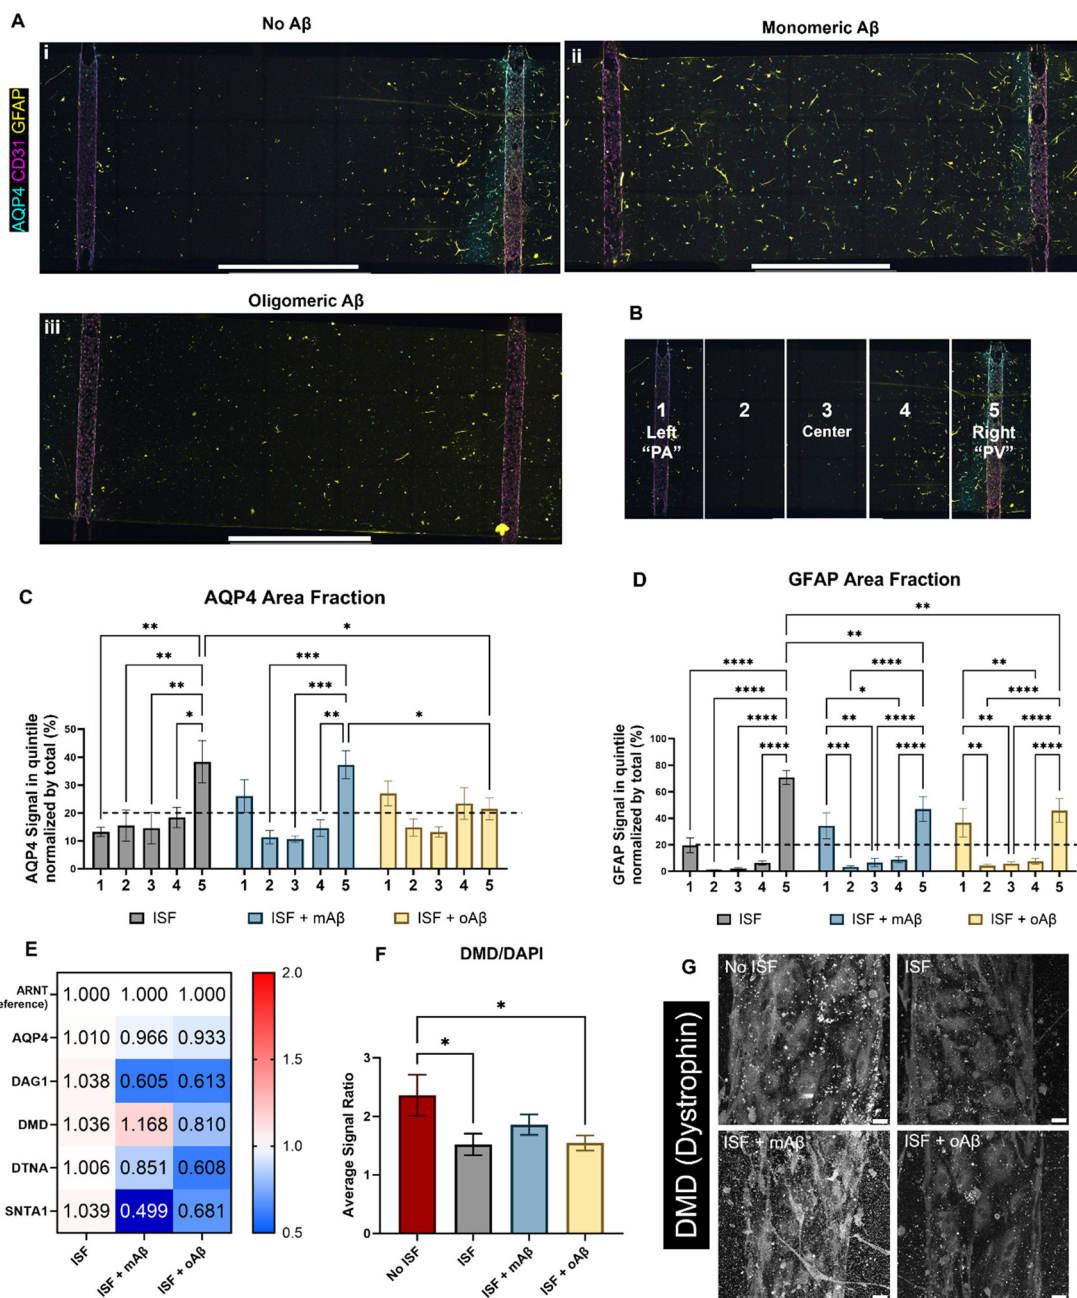 A
No Aβ
Monomeric Aβ
i
ii
AQP4 CD31 GFAP
Oligomeric Aβ
iii
B
1 2 3 4 5
Left Center Right
“PA” “PV”
C
AQP4 Area Fraction
** *
** ***
** ***
* ** *
AQP4 Signal in quintile
normalized by total (%)
50
40
30
20
10
0
1 2 3 4 5 1 2 3 4 5 1 2 3 4 5
ISF ISF + mAβ ISF + oAβ
D
GFAP Area Fraction
**
**
**** **** **
**** * ****
**** ** **** ** ****
**** *** **** ** ****
GFAP Signal in quintile
normalized by total (%)
100
80
60
40
20
0
1 2 3 4 5 1 2 3 4 5 1 2 3 4 5
ISF ISF + mAβ ISF + oAβ
E
ARNT
eference)
1.000 1.000 1.000
AQP4 1.010 0.966 0.933
DAG1 1.038 0.605 0.613
DMD 1.036 1.168 0.810
DTNA 1.006 0.851 0.608
SNTA1 1.039 0.499 0.681
ISF ISF + mAβ ISF + oAβ
2.0
1.5
1.0
0.5
F
DMD/DAPI
*
*
Average Signal Ratio
3
2
1
0
No ISF ISF ISF + mAβ ISF + oAβ
G
DMD (Dystrophin)
No ISF ISF
ISF + mAβ ISF + oAβ